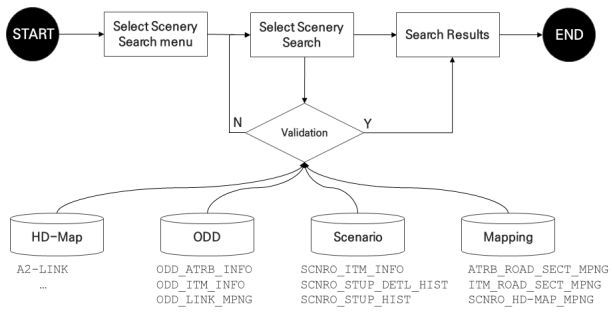 START
Select Scenery
Search menu
Select Scenery
Search
Search Results
END
N
Validation
Y
HD-Map
ODD
Scenario
Mapping
A2-LINK
...
ODD_ATRB_INFO
ODD_ITM_INFO
ODD_LINK_MPNG
SCNRO_ITM_INFO
SCNRO_STUP_DETL_HIST
SCNRO_STUP_HIST
ATRB_ROAD_SECT_MPNG
ITM_ROAD_SECT_MPNG
SCNRO_HD-MAP_MPNG